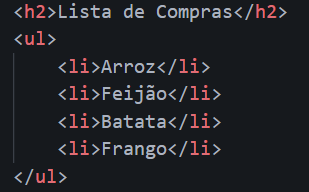 <h2>Lista de Compras</h2>
<ul>
    <li>Arroz</li>
    <li>Feijão</li>
    <li>Batata</li>
    <li>Frango</li>
</ul>